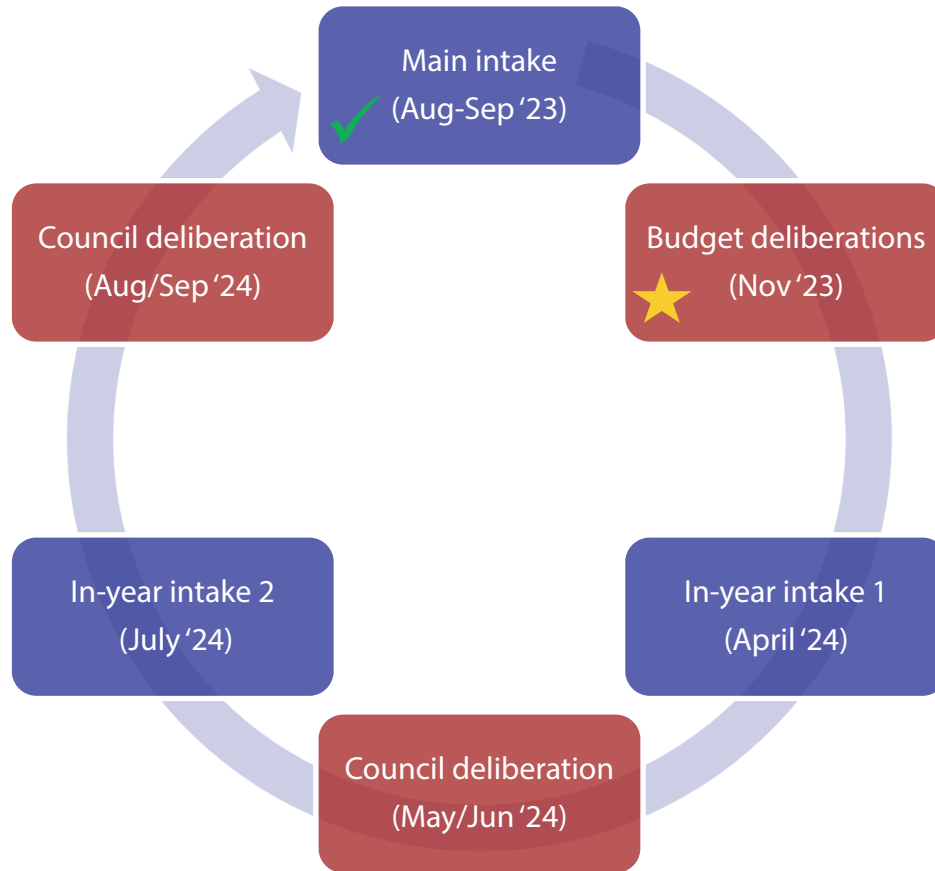 Main intake
(Aug-Sep ‘23)
Budget deliberations
(Nov ‘23)
In-year intake 1
(April ‘24)
Council deliberation
(May/Jun ‘24)
In-year intake 2
(July ‘24)
Council deliberation
(Aug/Sep ‘24)